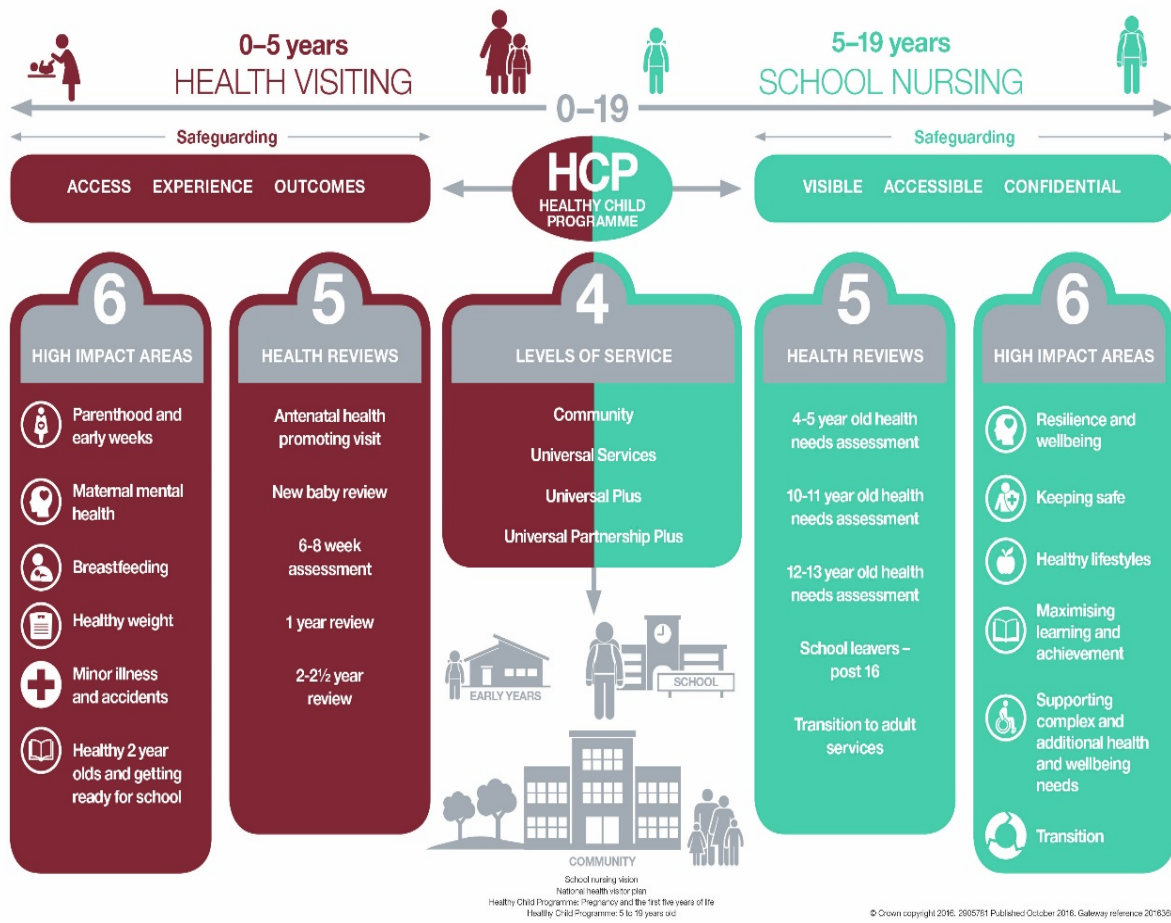 0–5 years
HEALTH VISITING
5–19 years
SCHOOL NURSING
0–19
Safeguarding
Safeguarding
ACCESS EXPERIENCE OUTCOMES
HCP
HEALTHY CHILD
PROGRAMME
VISIBLE ACCESSIBLE CONFIDENTIAL
6
HIGH IMPACT AREAS
Parenthood and
early weeks
Maternal mental
health
Breastfeeding
Healthy weight
Minor illness
and accidents
Healthy 2 year
olds and getting
ready for school
5
HEALTH REVIEWS
Antenatal health
promoting visit
New baby review
6-8 week
assessment
1 year review
2-2½ year
review
4
LEVELS OF SERVICE
Community
Universal Services
Universal Plus
Universal Partnership Plus
EARLY YEARS
SCHOOL
COMMUNITY
School nursing vision
National health visitor plan
Healthy Child Programme: Pregnancy and the first five years of life
Healthy Child Programme: 5 to 19 years old
5
HEALTH REVIEWS
4-5 year old health
needs assessment
10-11 year old health
needs assessment
12-13 year old health
needs assessment
School leavers –
post 16
Transition to adult
services
6
HIGH IMPACT AREAS
Resilience and
wellbeing
Keeping safe
Healthy lifestyles
Maximising
learning and
achievement
Supporting
complex and
additional health
and wellbeing
needs
Transition
© Crown copyright 2016. 2905781 Published October 2016. Gateway reference